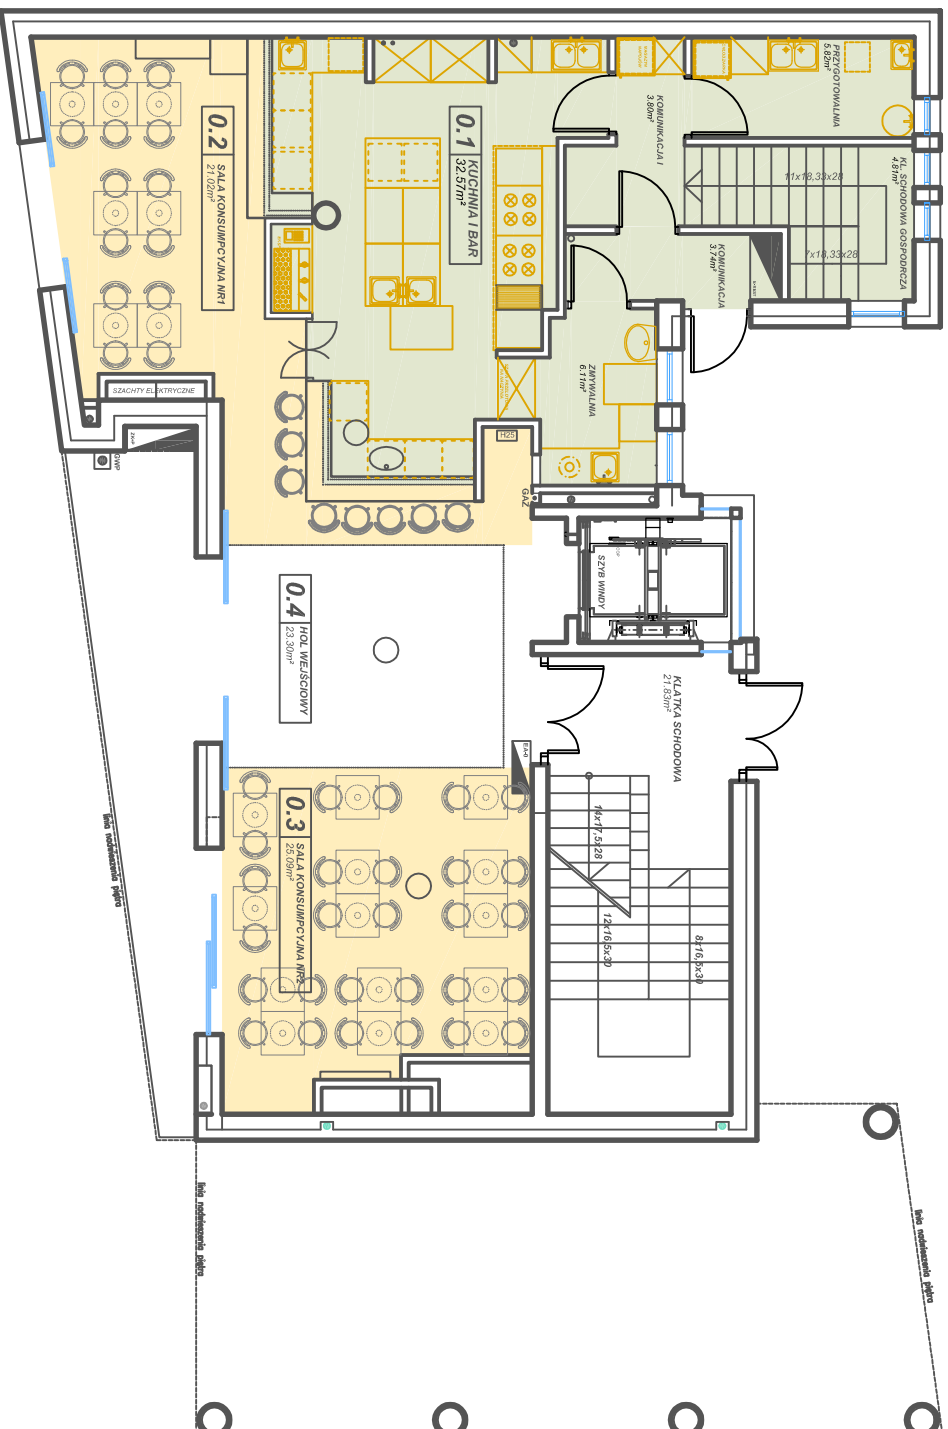 PRZYGOTOWALNIA
5.82m²
KOMUNIKACJA I
3.80m²
0.1
KUCHNIA I BAR
32.57m²
0.2
SALA KONSUMPCYJNA NR1
21.02m²
KL. SCHODOWA GOSPODRCZA
4.81m²
11x18,33x28
7x18,33x28
KOMUNIKACJA
3.74m²
ZMYWALNIA
6.11m²
SZACHTY ELEKTRYCZNE
H25
GWP
GAZ
SZYB WINDY
0.4
HOL WEJŚCIOWY
23.30m²
KLATKA SCHODOWA
21.83m²
EA-0
0.3
SALA KONSUMPCYJNA NR2
25.09m²
14x17,5x28
12x16,5x30
8x16,5x30
linia nadwieszenia piętra
linia nadwieszenia piętra
linia nadwieszenia piętra